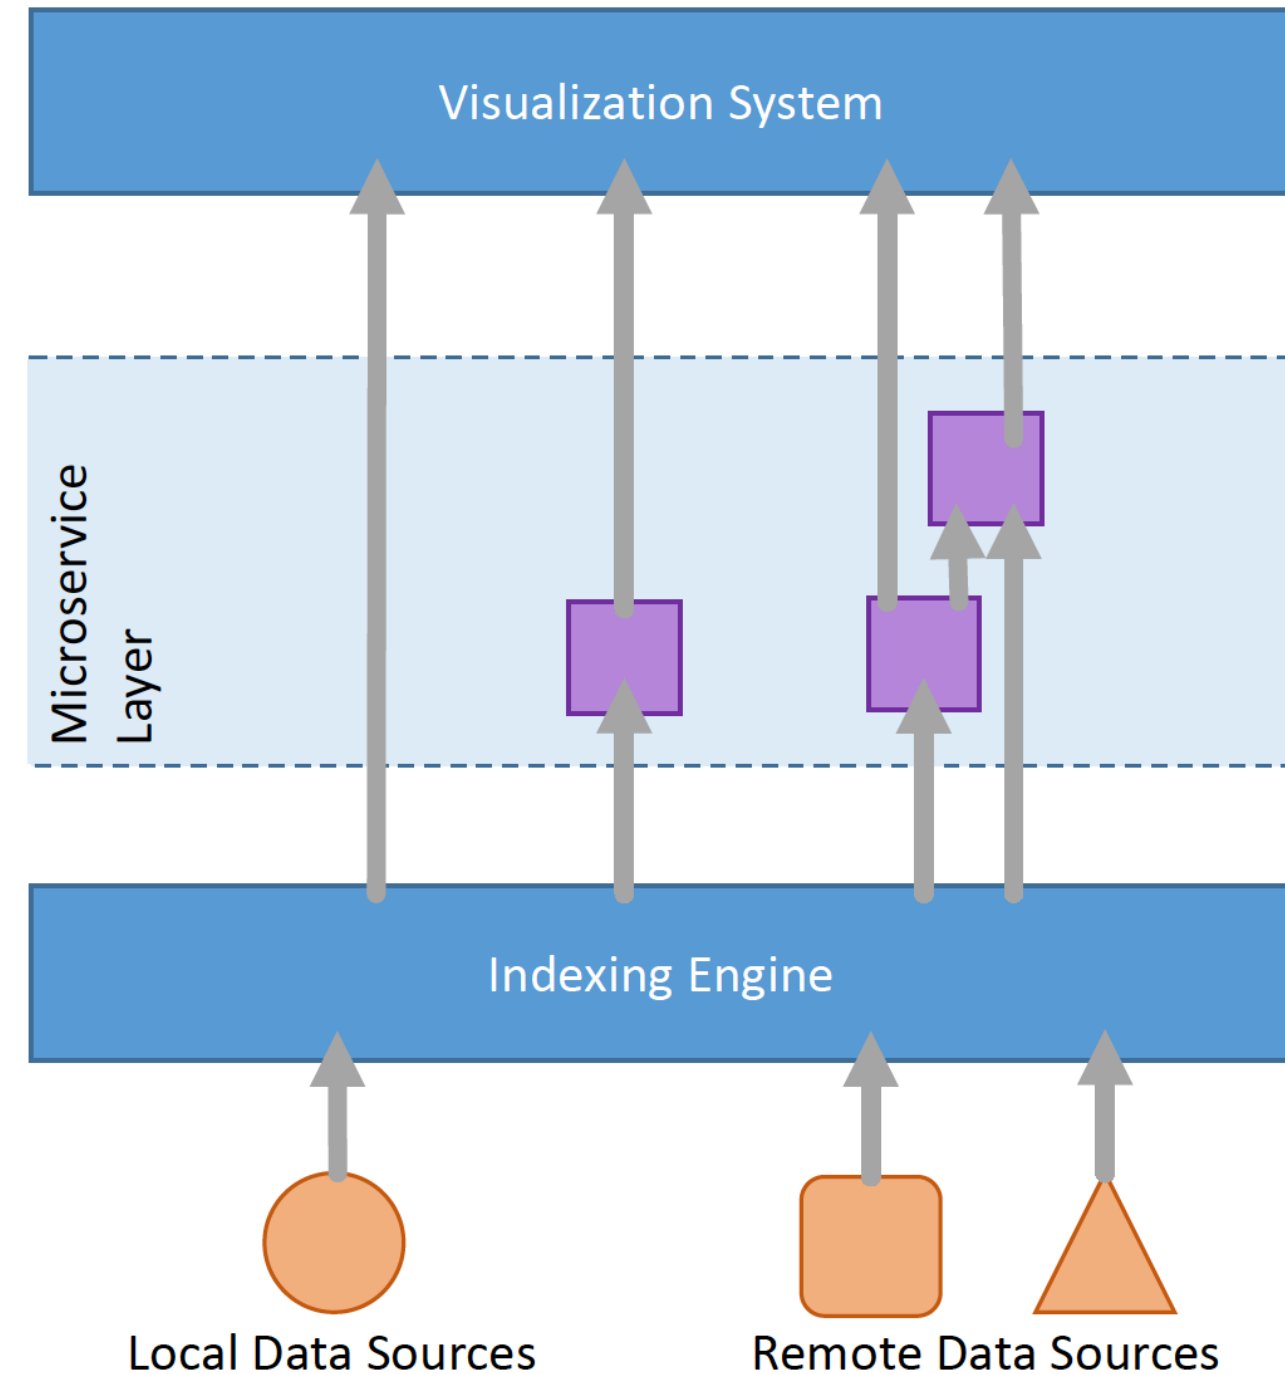 Visualization System
Microservice
Layer
Indexing Engine
Local Data Sources
Remote Data Sources